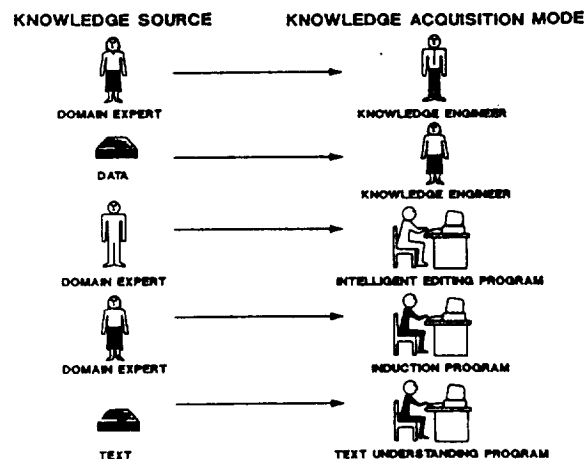 KNOWLEDGE SOURCE KNOWLEDGE ACQUISITION MODE
DOMAIN EXPERT KNOWLEDGE ENGINEER
DATA
KNOWLEDGE ENGINEER
DOMAIN EXPERT INTELLIGENT EDITING PROGRAM
DOMAIN EXPERT INDUCTION PROGRAM
TEXT TEXT UNDERSTANDING PROGRAM